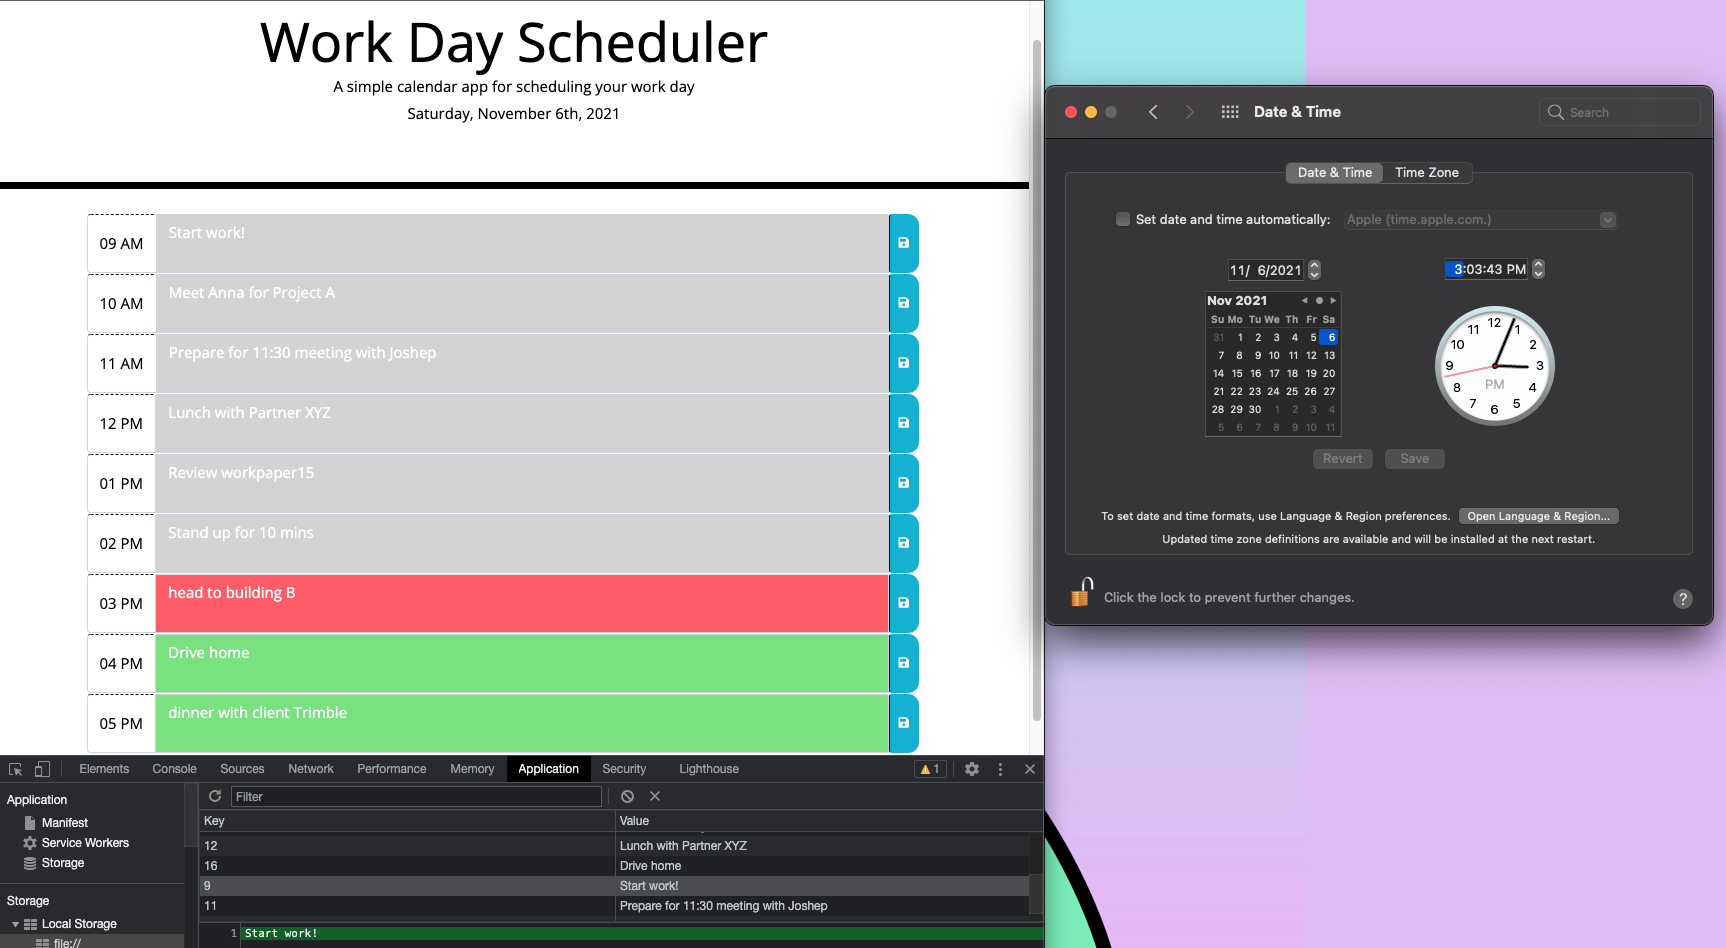 Work Day Scheduler
A simple calendar app for scheduling your work day
Saturday, November 6th, 2021
09 AM Start work!
10 AM Meet Anna for Project A
11 AM Prepare for 11:30 meeting with Joshep
12 PM Lunch with Partner XYZ
01 PM Review workpaper15
02 PM Stand up for 10 mins
03 PM head to building B
04 PM Drive home
05 PM dinner with client Trimble
Elements Console Sources Network Performance Memory Application Security Lighthouse 1
Application
Manifest
Service Workers
Storage
Storage
Local Storage
file://
Filter
Key Value
12 Lunch with Partner XYZ
16 Drive home
9 Start work!
11 Prepare for 11:30 meeting with Joshep
1 Start work!
Date & Time
Search
Date & Time Time Zone
Set date and time automatically: Apple (time.apple.com.)
11/ 6/2021
3:03:43 PM
Nov 2021
Su Mo Tu We Th Fr Sa
31 1 2 3 4 5 6
7 8 9 10 11 12 13
14 15 16 17 18 19 20
21 22 23 24 25 26 27
28 29 30 1 2 3 4
5 6 7 8 9 10 11
12 1 2 3 4 5 6 7 8 9 10 11
PM
Revert Save
To set date and time formats, use Language & Region preferences. Open Language & Region...
Updated time zone definitions are available and will be installed at the next restart.
Click the lock to prevent further changes.
?